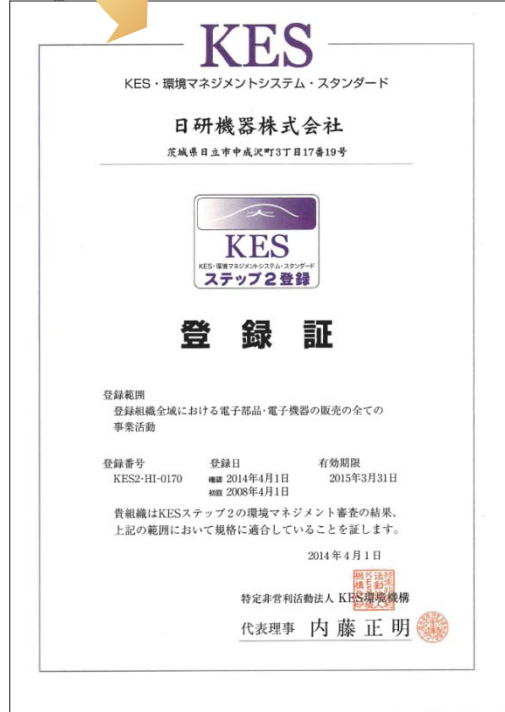 KES
KES・環境マネジメントシステム・スタンダード
日研機器株式会社
茨城県日立市中成沢町3丁目17番19号
KES
KES・環境マネジメントシステム・スタンダード
ステップ2登録
登録証
登録範囲
登録組織全域における電子部品・電子機器の販売の全ての
事業活動
登録番号 登録日 有効期限
KES2-HI-0170 確認 2014年4月1日 2015年3月31日
初回 2008年4月1日
貴組織はKESステップ2の環境マネジメント審査の結果、
上記の範囲において規格に適合していることを証します。
2014年4月1日
特定非営利活動法人 KES環境機構
代表理事 内藤正明